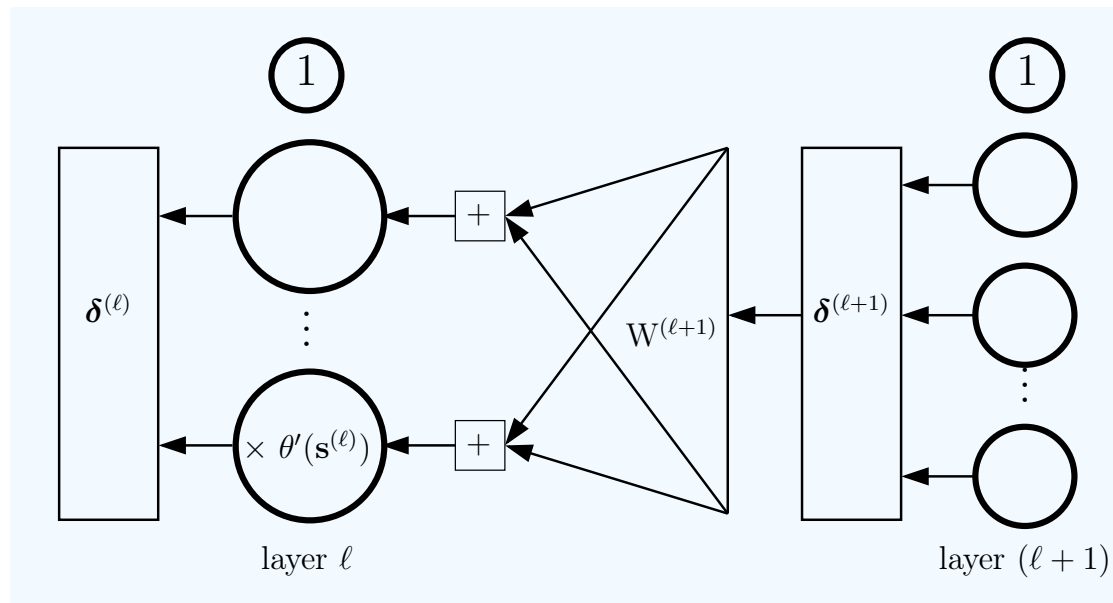 1
1
+
𝜹^(ℓ)
W^(ℓ+1)
𝜹^(ℓ+1)
⋮
⋮
× θ′(𝐬^(ℓ))
+
layer ℓ
layer (ℓ + 1)